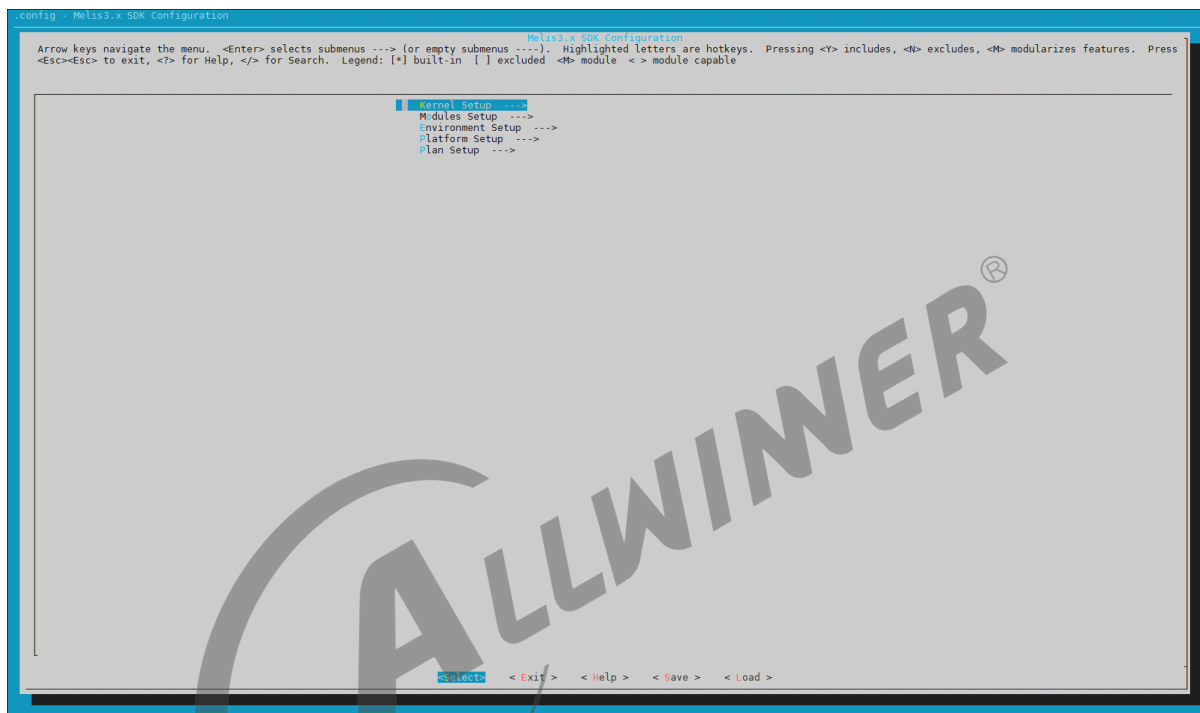 .config - Melis3.x SDK Configuration
Melis3.x SDK Configuration
Arrow keys navigate the menu.  <Enter> selects submenus ---> (or empty submenus ----).  Highlighted letters are hotkeys.  Pressing <Y> includes, <N> excludes, <M> modularizes features.  Press
<Esc><Esc> to exit, <?> for Help, </> for Search.  Legend: [*] built-in  [ ] excluded  <M> module  < > module capable
Kernel Setup  --->
Modules Setup  --->
Environment Setup  --->
Platform Setup  --->
Plan Setup  --->
ALLWINNER®
<Select>    < Exit >    < Help >    < Save >    < Load >